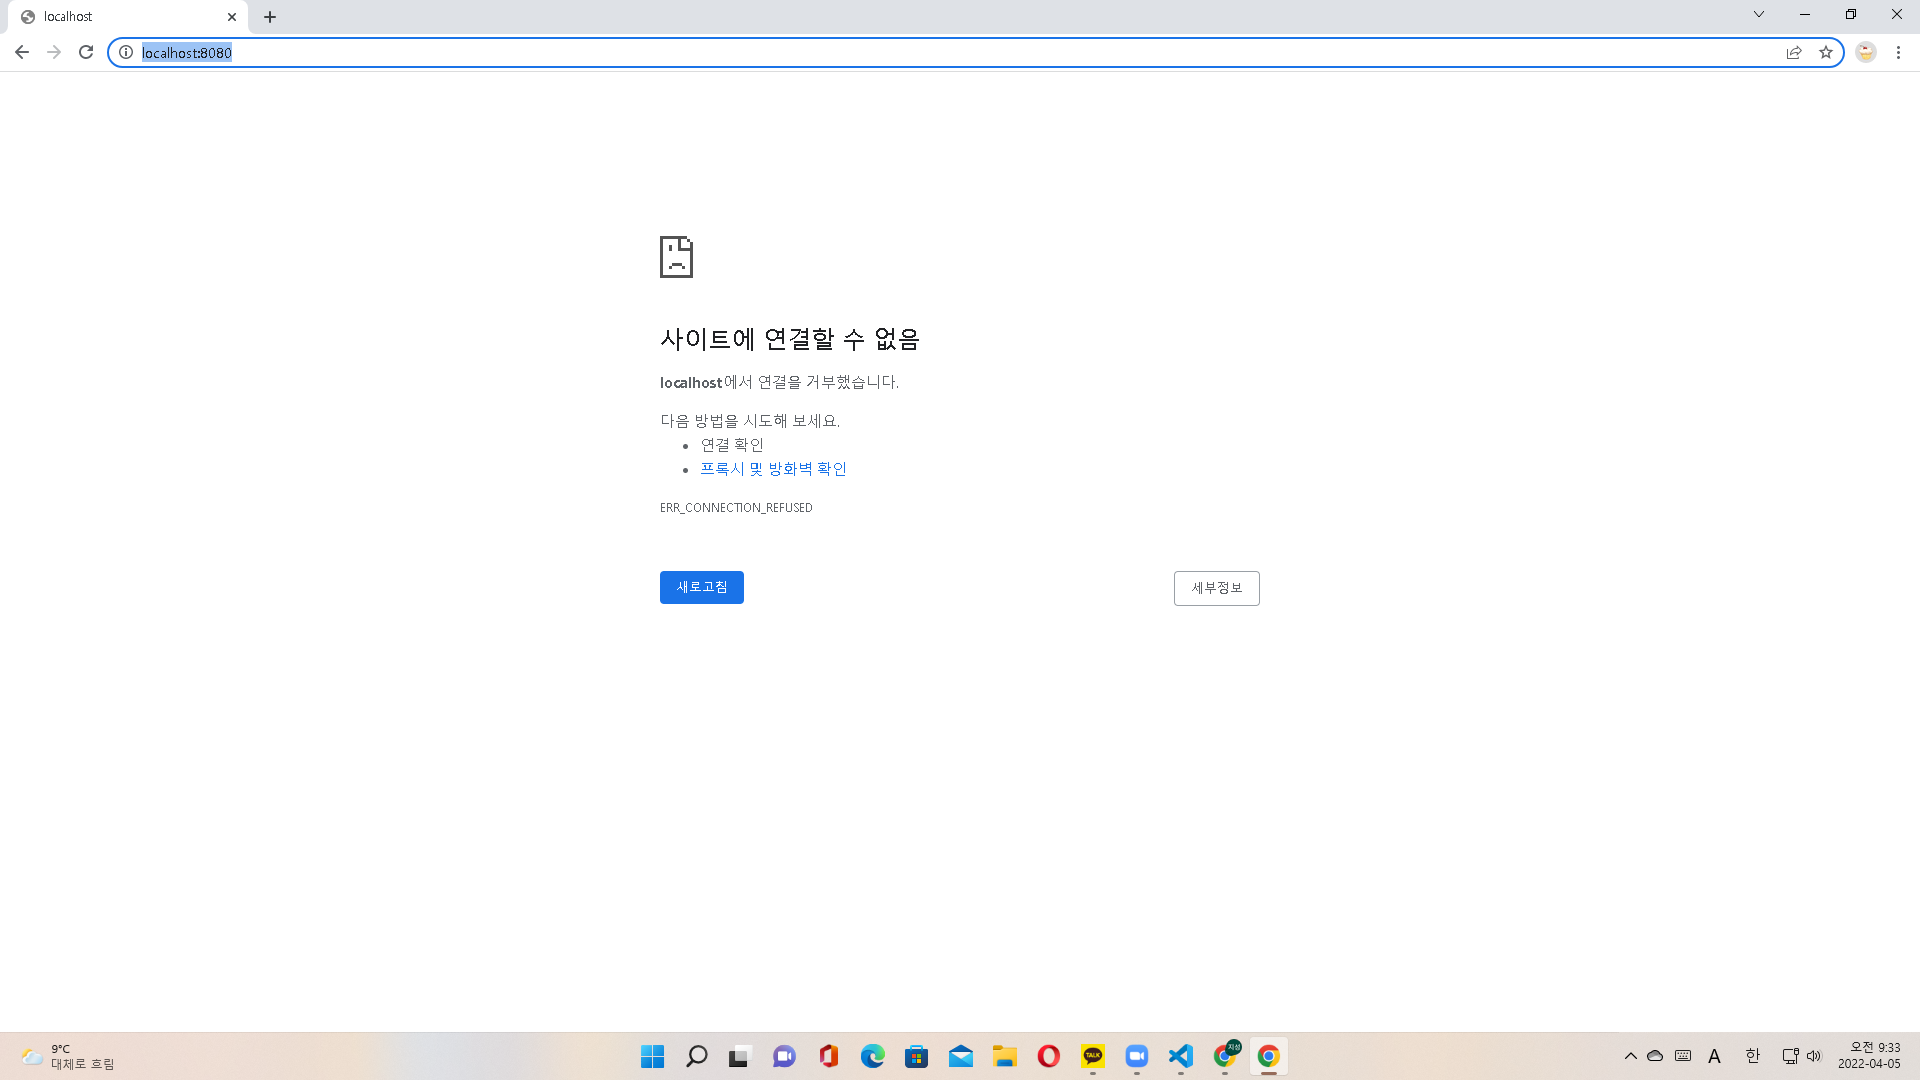 localhost
localhost:8080
사이트에 연결할 수 없음
localhost에서 연결을 거부했습니다.
다음 방법을 시도해 보세요.
연결 확인
프록시 및 방화벽 확인
ERR_CONNECTION_REFUSED
새로고침
세부정보
9°C
대체로 흐림
TALK
지성
A
한
오전 9:33
2022-04-05